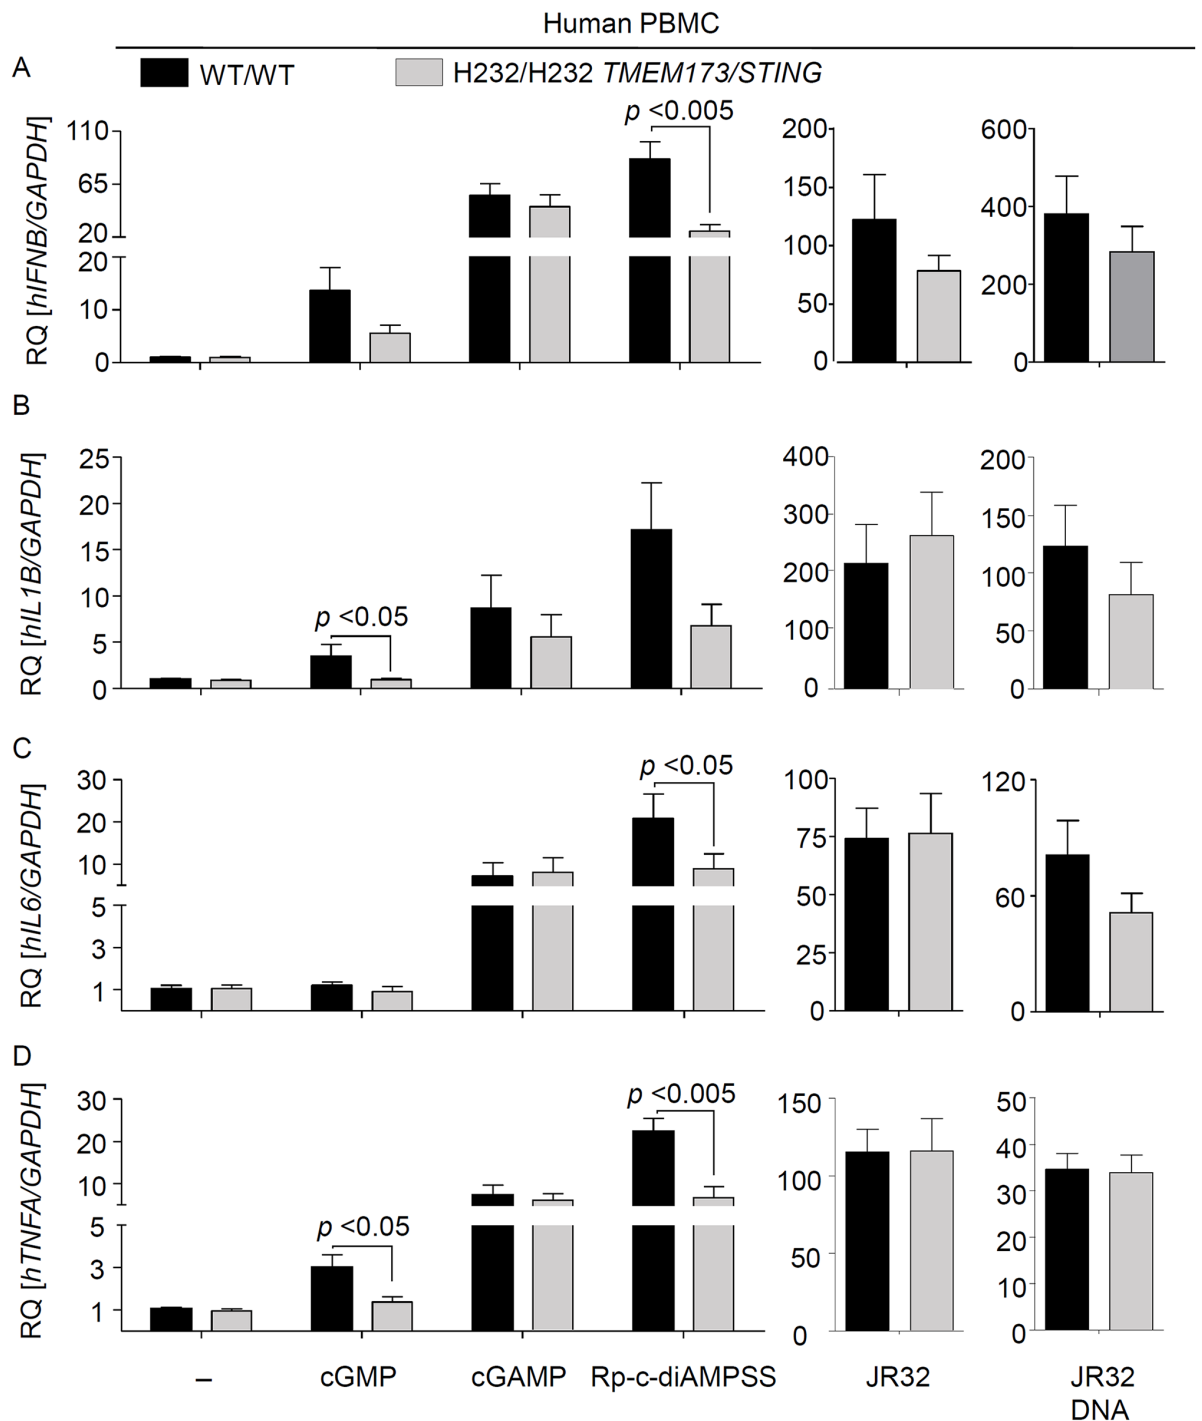 Human PBMC
A
WT/WT
H232/H232 TMEM173/STING
RQ [hIFNB/GAPDH]
110
65
20
20
10
0
p <0.005
200
150
100
50
0
600
400
200
0
B
RQ [hIL1B/GAPDH]
25
20
15
10
5
0
p <0.05
400
300
200
100
0
200
150
100
50
0
C
RQ [hIL6/GAPDH]
30
20
10
5
3
1
p <0.05
100
75
50
25
0
120
60
0
D
RQ [hTNFA/GAPDH]
30
20
10
5
3
1
p <0.05
p <0.005
150
100
50
0
50
40
30
20
10
0
–
cGMP
cGAMP
Rp-c-diAMPSS
JR32
JR32
DNA